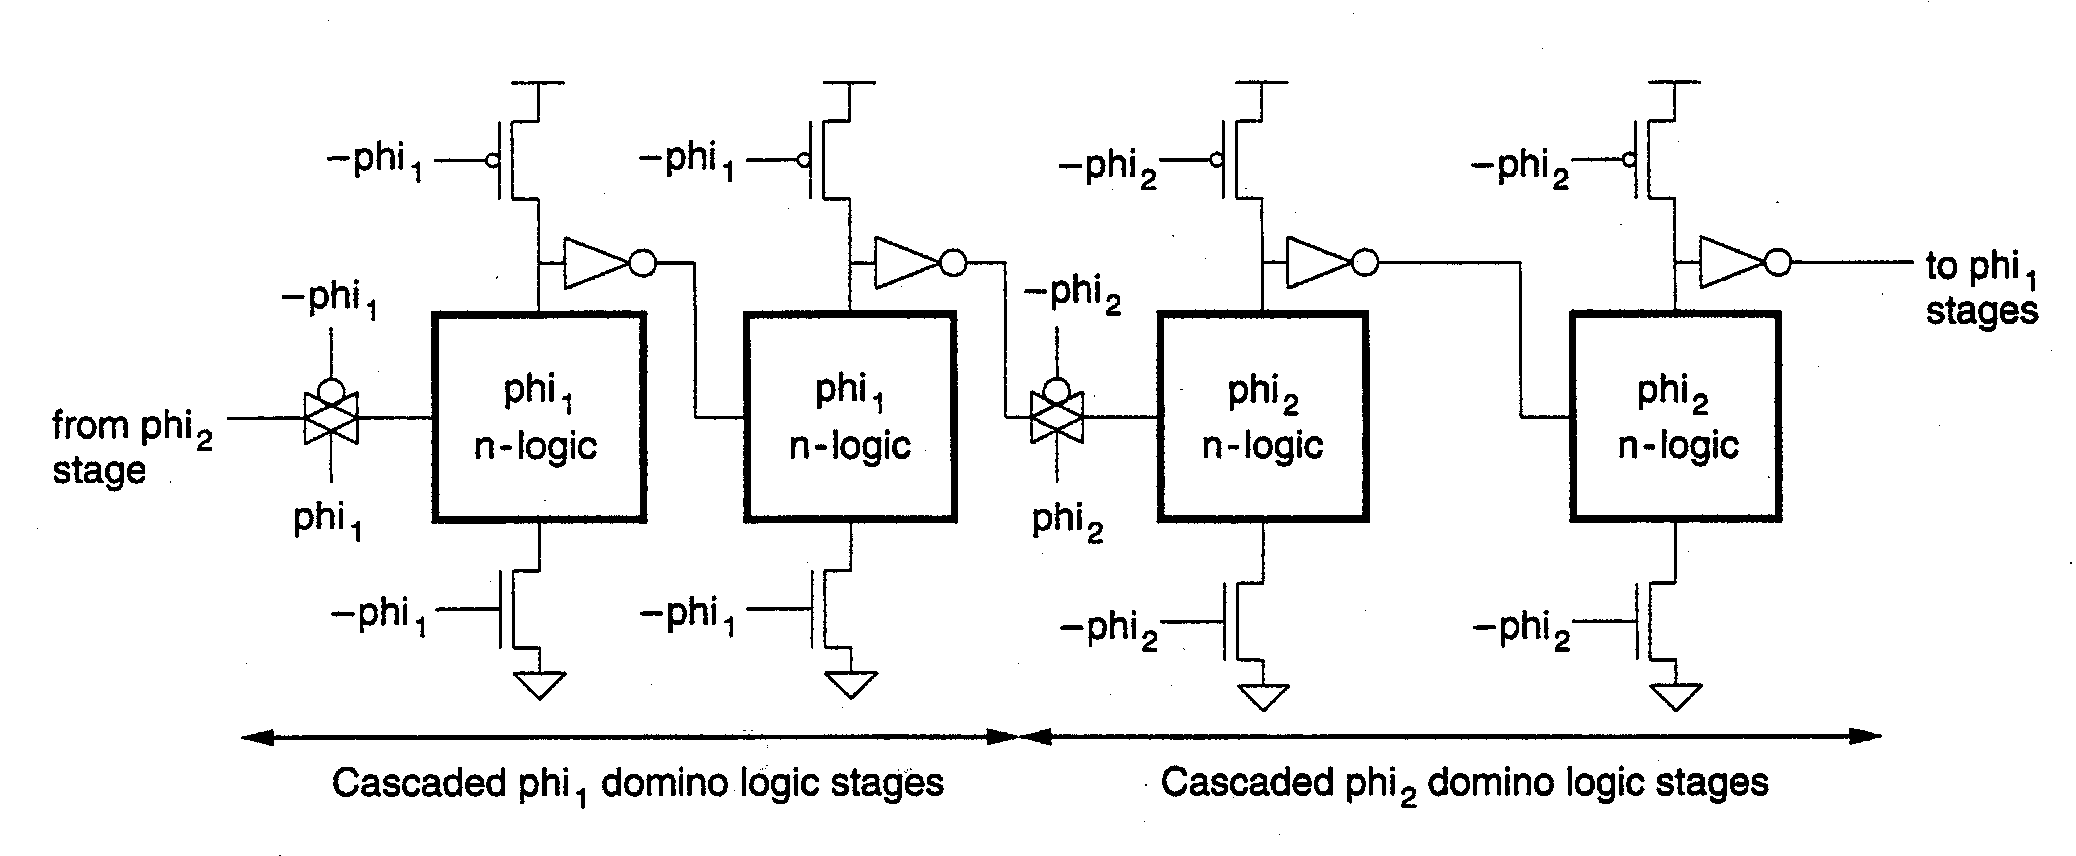 –phi₁
–phi₁
–phi₂
–phi₂
–phi₁
–phi₂
to phi₁
stages
from phi₂
stage
phi₁
n-logic
phi₁
n-logic
phi₂
n-logic
phi₂
n-logic
phi₁
phi₂
–phi₁
–phi₁
–phi₂
–phi₂
Cascaded phi₁ domino logic stages
Cascaded phi₂ domino logic stages